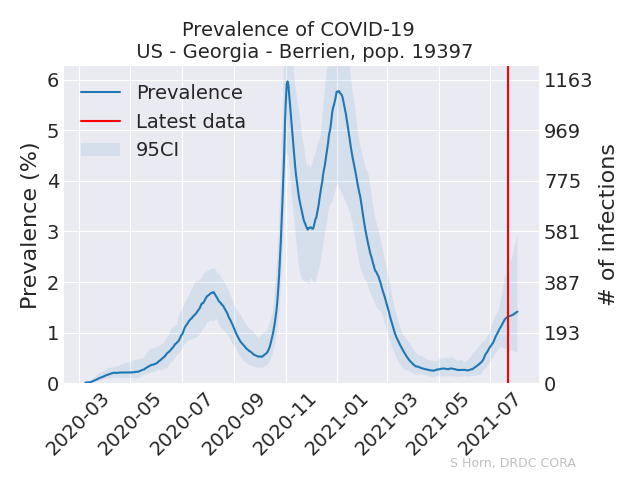 Prevalence of COVID-19
US - Georgia - Berrien, pop. 19397
Prevalence
Latest data
95CI
Prevalence (%)
6
5
4
3
2
1
0
1163
969
775
581
387
193
0
# of infections
2020-03
2020-05
2020-07
2020-09
2020-11
2021-01
2021-03
2021-05
2021-07
S Horn, DRDC CORA